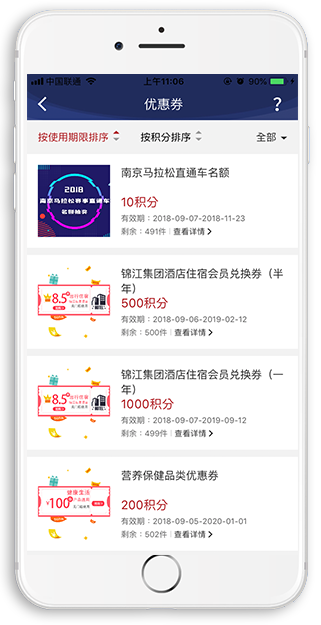 中国联通 上午11:06 90%
优惠券 ?
按使用期限排序 按积分排序 全部
2018
南京马拉松赛事直通车
名额抽奖
南京马拉松直通车名额
10积分
有效期：2018-09-07-2018-11-23
剩余：491件 查看详情
8.5
锦江集团酒店住宿会员兑换券（半
年）
500积分
有效期：2018-09-06-2019-02-12
剩余：500件 查看详情
8.5
锦江集团酒店住宿会员兑换券（一
年）
1000积分
有效期：2018-09-07-2019-09-12
剩余：499件 查看详情
健康生活
¥100
营养保健品类优惠券
200积分
有效期：2018-09-05-2020-01-01
剩余：502件 查看详情